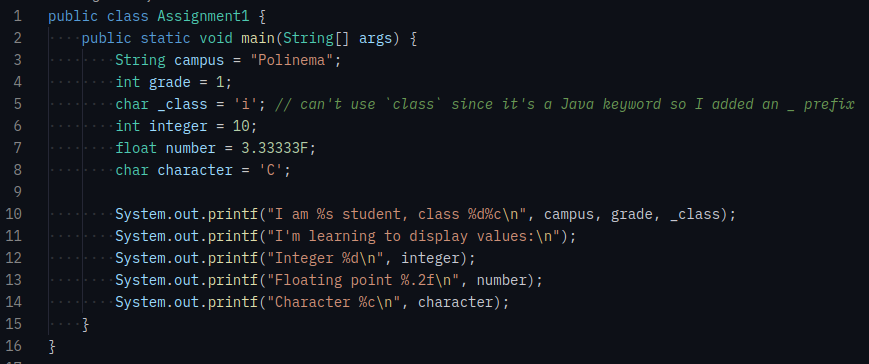 1 public class Assignment1 {
2     public static void main(String[] args) {
3         String campus = "Polinema";
4         int grade = 1;
5         char _class = 'i'; // can't use `class` since it's a Java keyword so I added an _ prefix
6         int integer = 10;
7         float number = 3.33333F;
8         char character = 'C';
9
10         System.out.printf("I am %s student, class %d%c\n", campus, grade, _class);
11         System.out.printf("I'm learning to display values:\n");
12         System.out.printf("Integer %d\n", integer);
13         System.out.printf("Floating point %.2f\n", number);
14         System.out.printf("Character %c\n", character);
15     }
16 }